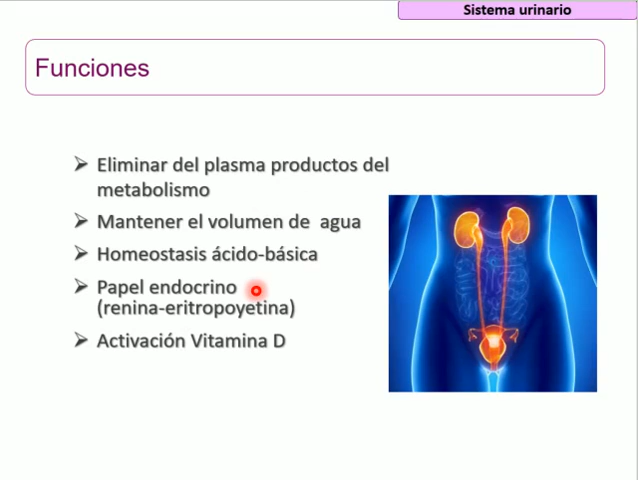 Sistema urinario
Funciones
Eliminar del plasma productos del
metabolismo
Mantener el volumen de agua
Homeostasis ácido-básica
Papel endocrino
(renina-eritropoyetina)
Activación Vitamina D